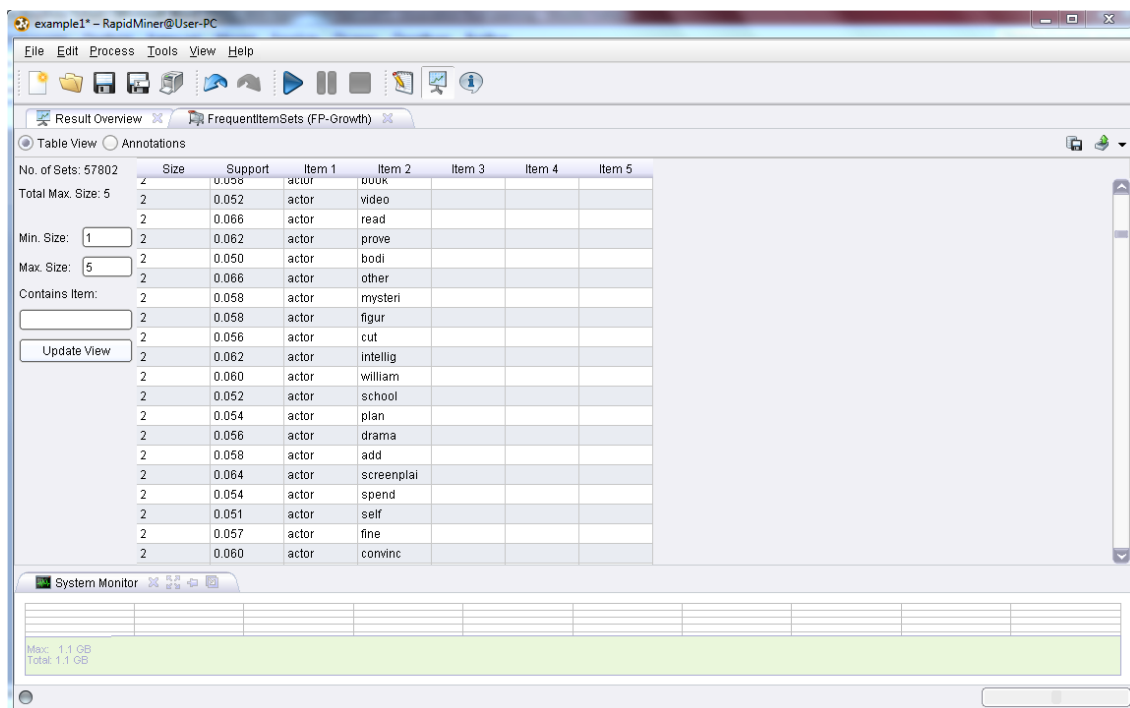 example1* – RapidMiner@User-PC
File Edit Process Tools View Help
Result Overview FrequentItemSets (FP-Growth)
Table View Annotations
No. of Sets: 57802
Total Max. Size: 5
Min. Size: 1
Max. Size: 5
Contains Item:
Update View
Size Support Item 1 Item 2 Item 3 Item 4 Item 5
2 0.058 actor book
2 0.052 actor video
2 0.066 actor read
2 0.062 actor prove
2 0.050 actor bodi
2 0.066 actor other
2 0.058 actor mysteri
2 0.058 actor figur
2 0.056 actor cut
2 0.062 actor intellig
2 0.060 actor william
2 0.052 actor school
2 0.054 actor plan
2 0.056 actor drama
2 0.058 actor add
2 0.064 actor screenplai
2 0.054 actor spend
2 0.051 actor self
2 0.057 actor fine
2 0.060 actor convinc
System Monitor
Max: 1.1 GB
Total: 1.1 GB